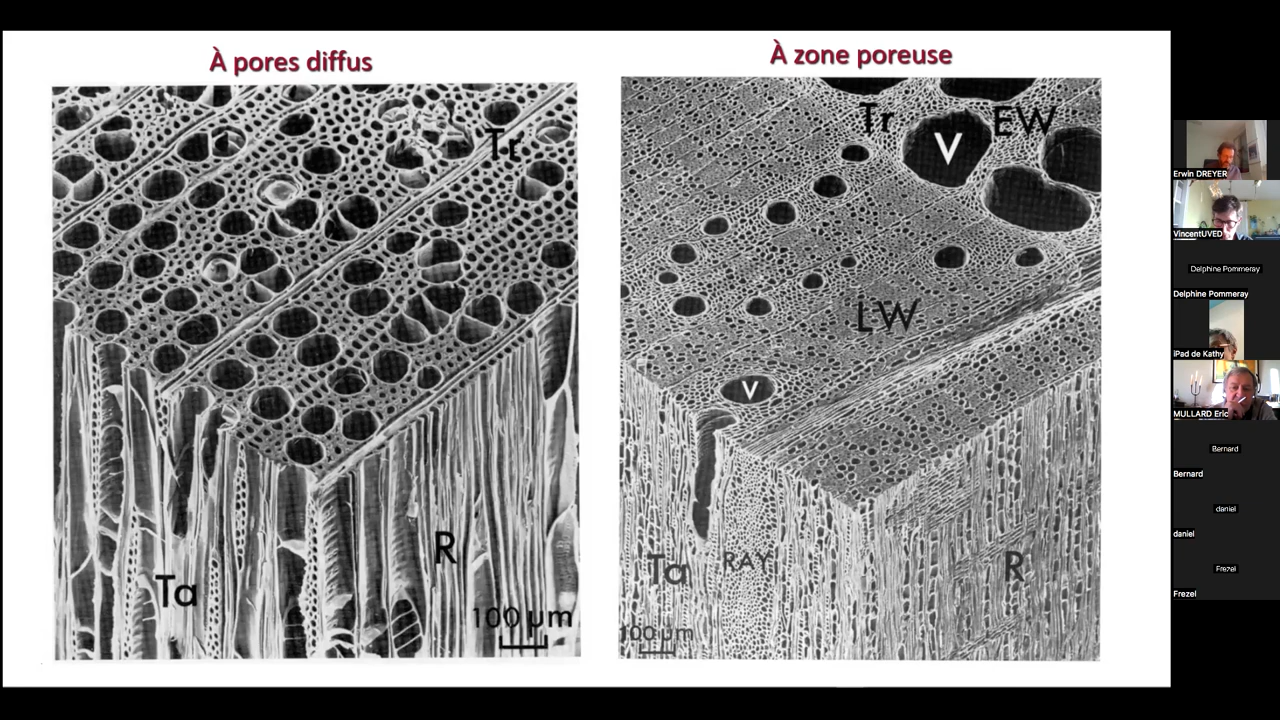 À pores diffus
Tr
Ta
R
100 µm
À zone poreuse
Tr
V
EW
LW
V
Ta
RAY
R
100 µm
Erwin DREYER
VincentUVED
Delphine Pommeray
Delphine Pommeray
iPad de Kathy
MULLARD Eric
Bernard
Bernard
daniel
daniel
Frezel
Frezel